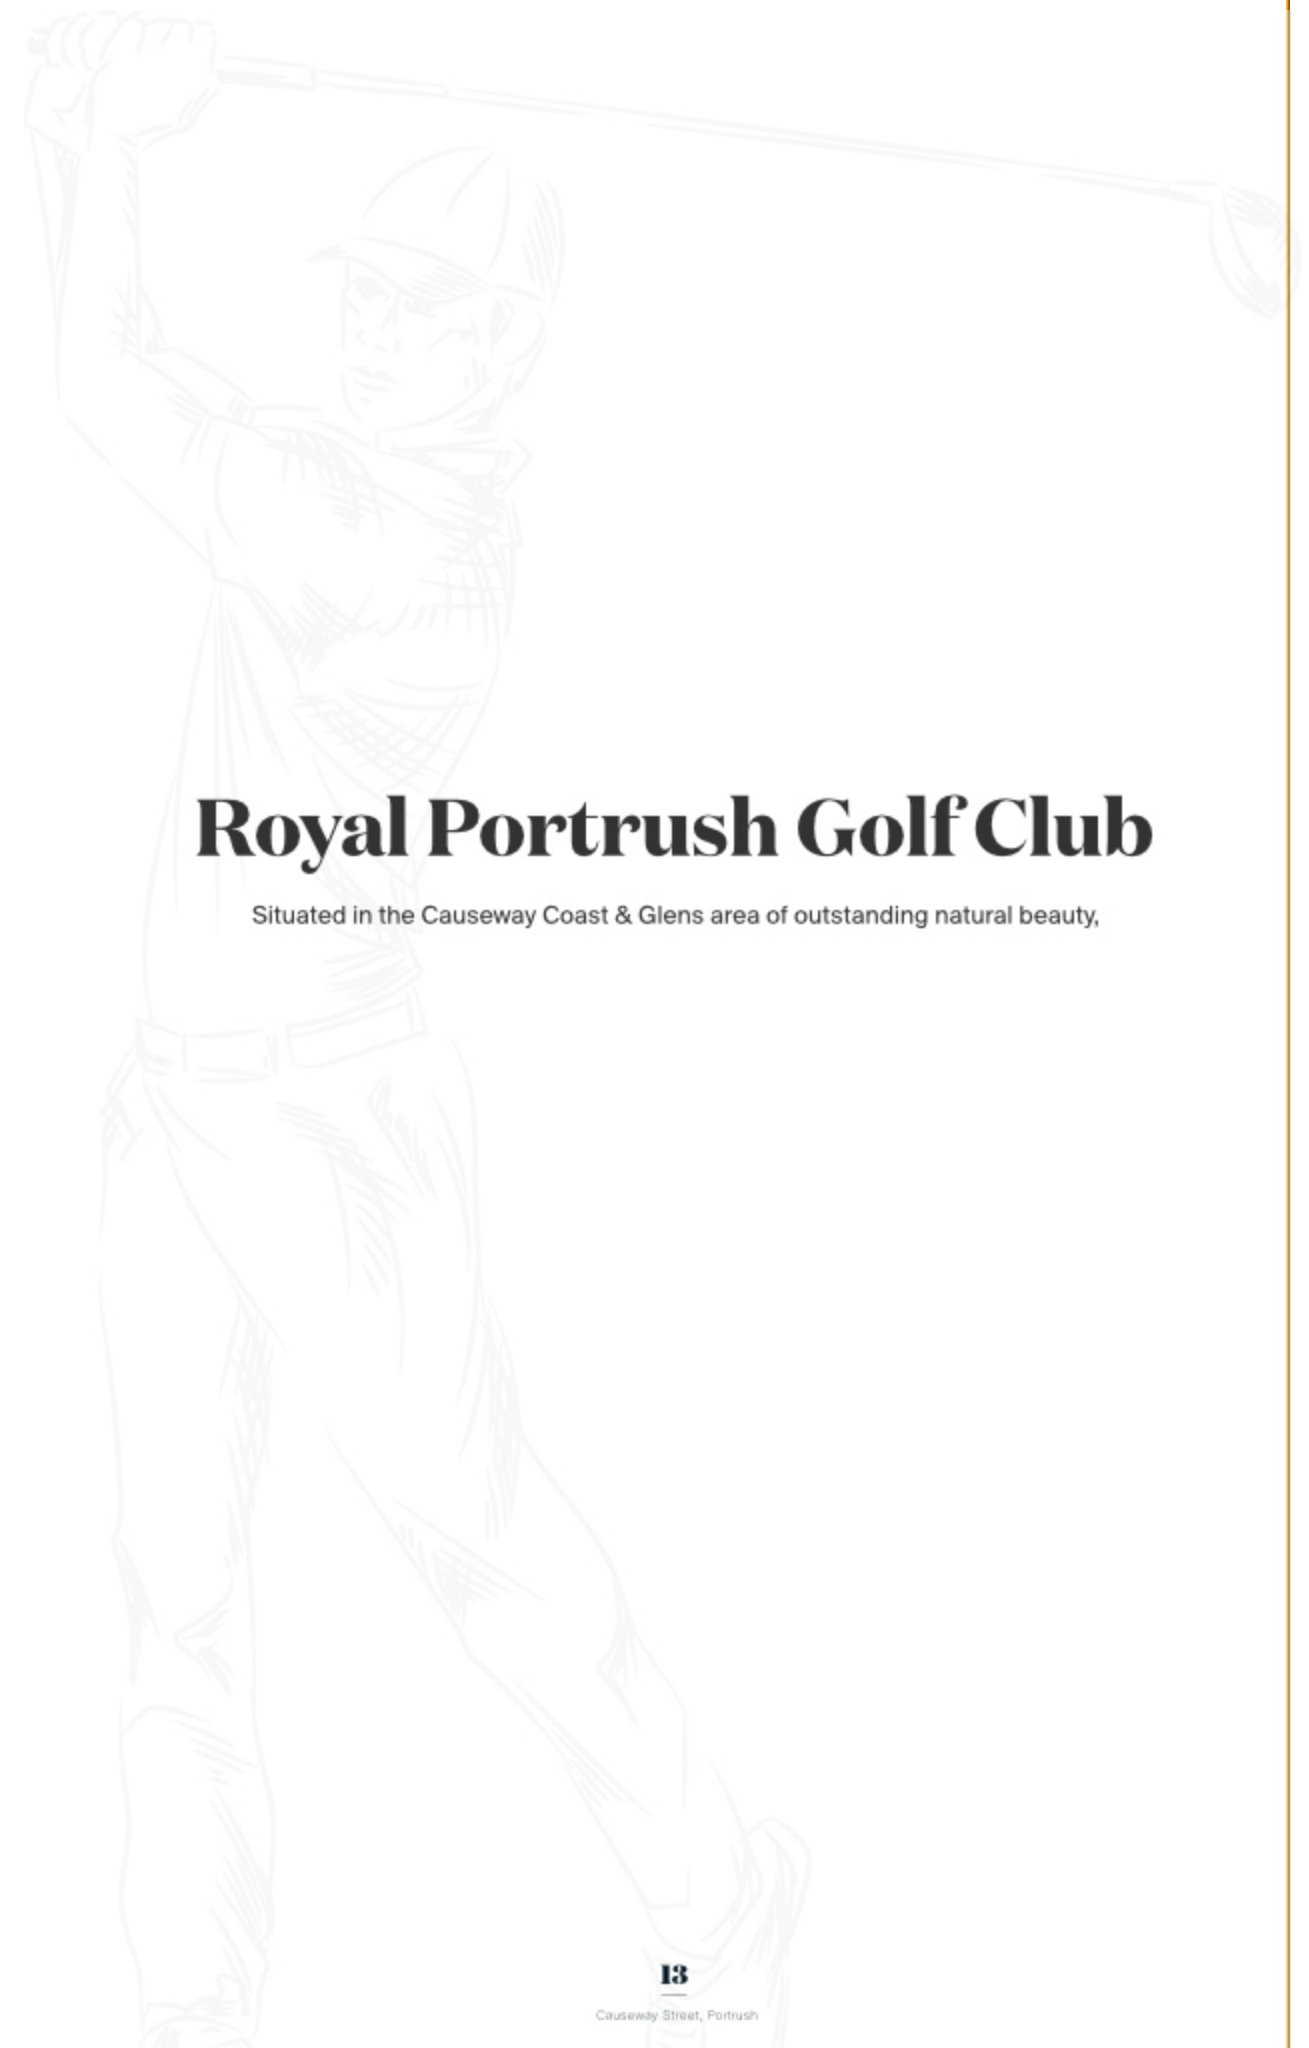 Royal Portrush Golf Club
Situated in the Causeway Coast & Glens area of outstanding natural beauty,
13
Causeway Street, Portrush